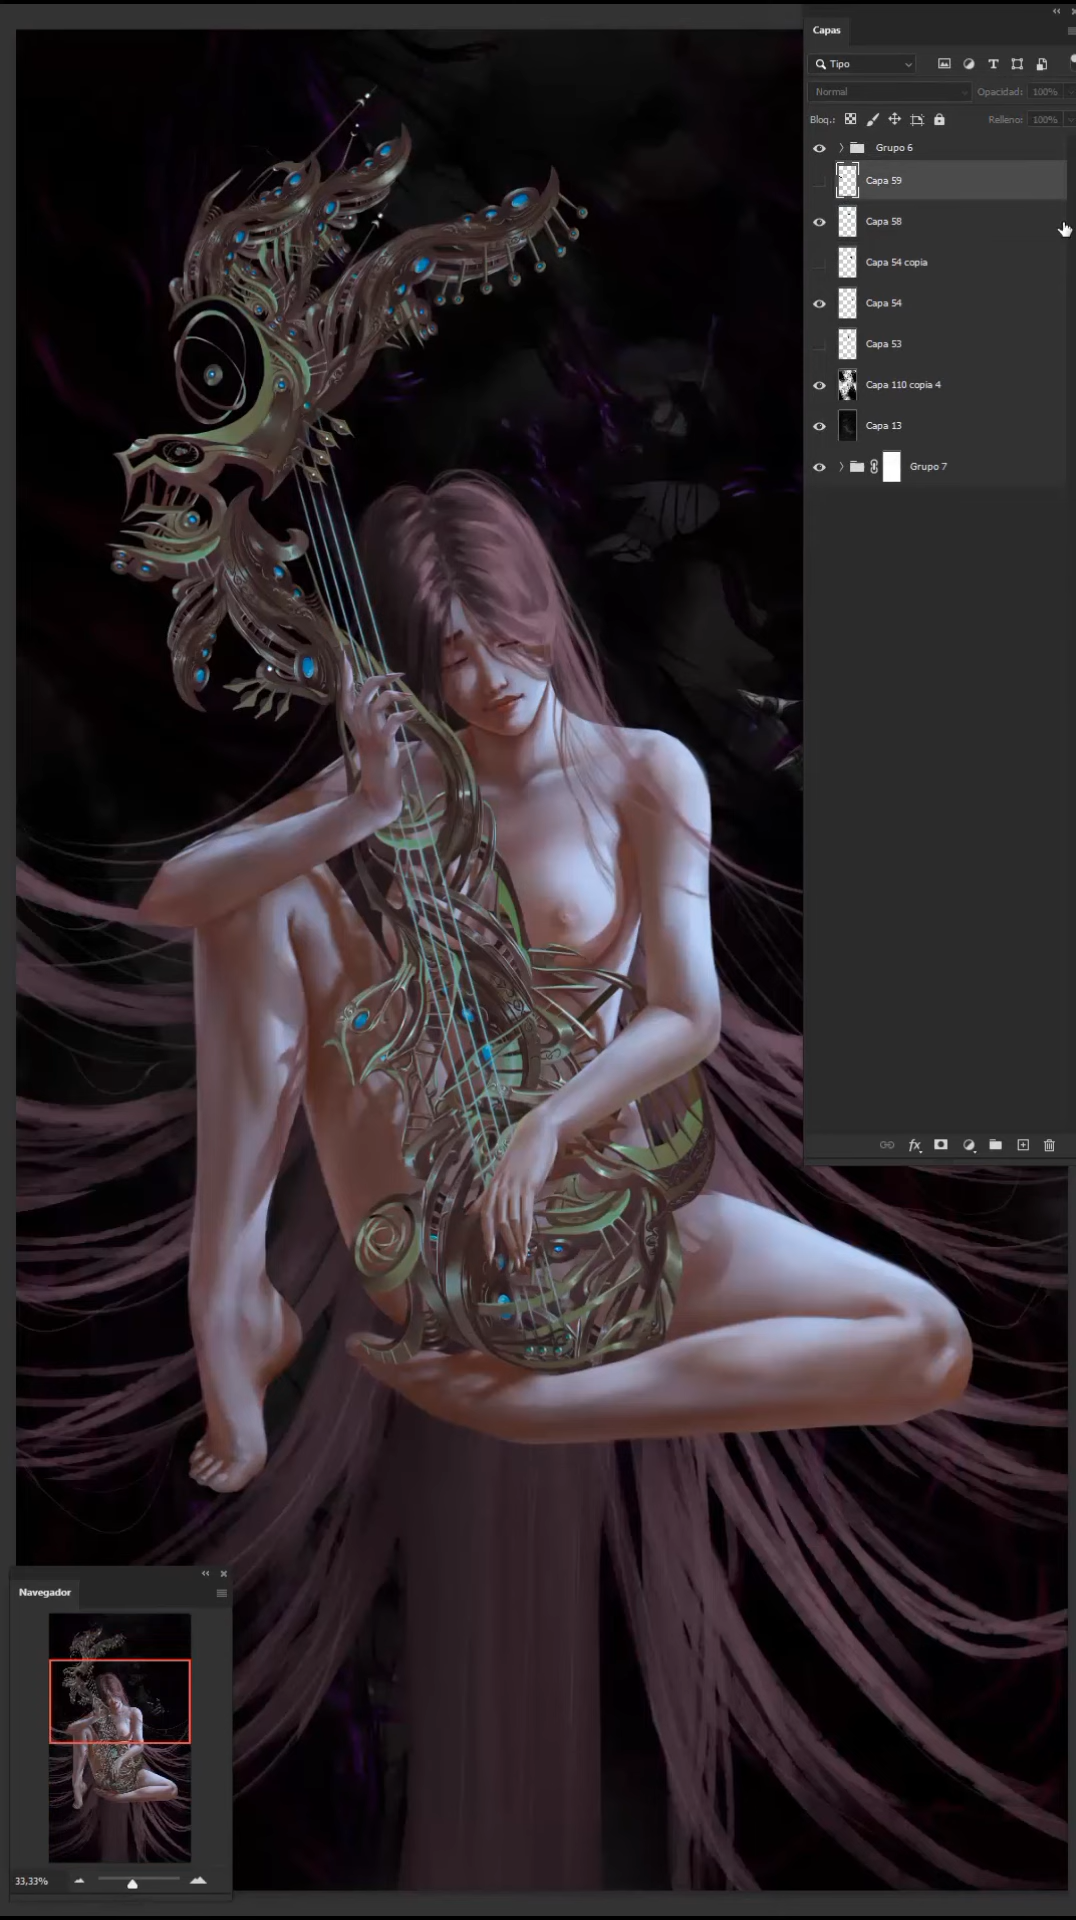 Capas
Tipo
Normal Opacidad: 100%
Bloq.: Relleno: 100%
Grupo 6
Capa 59
Capa 58
Capa 54 copia
Capa 54
Capa 53
Capa 110 copia 4
Capa 13
Grupo 7
fx
Navegador
33,33%